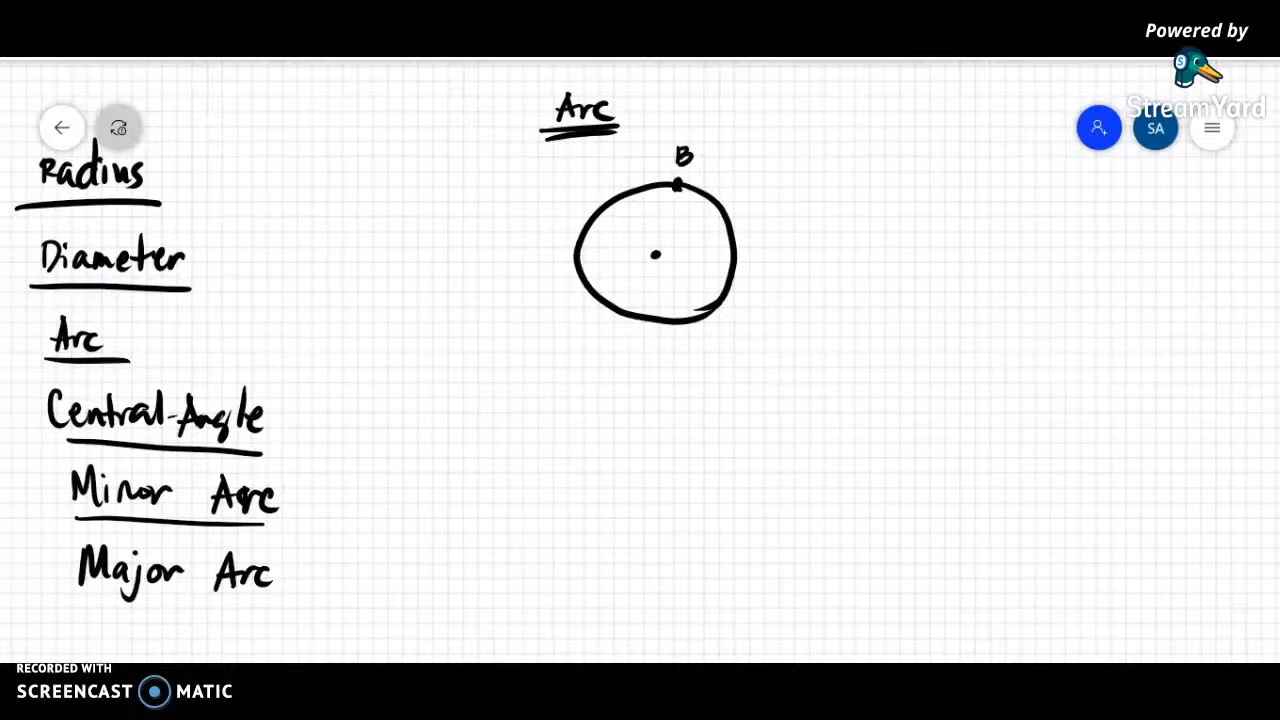 Powered by
StreamYard
SA
Arc
B
Radius
Diameter
Arc
Central-Angle
Minor Arc
Major Arc
RECORDED WITH
SCREENCAST MATIC